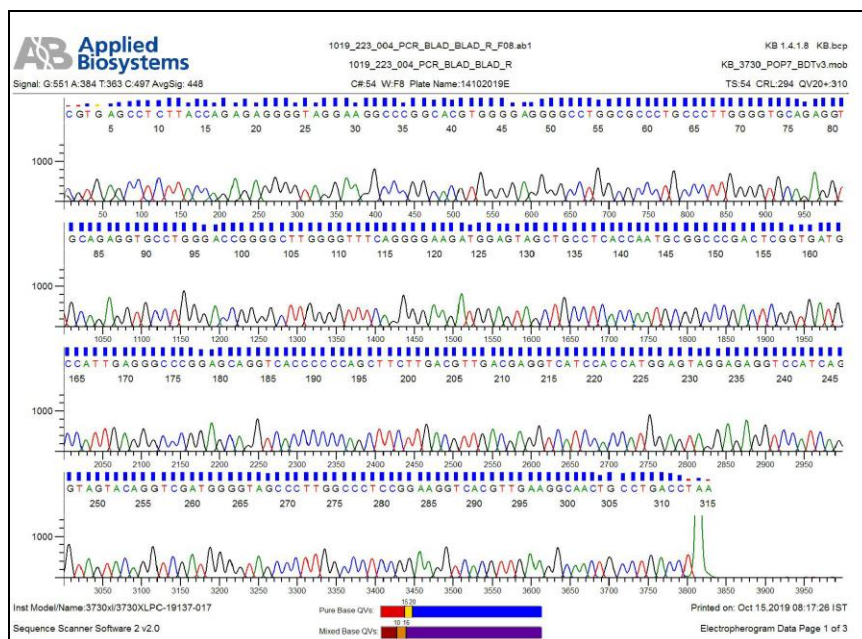 AB Applied Biosystems
1019_223_004_PCR_BLAD_BLAD_R_F08.ab1
KB 1.4.1.8 KB.bcp
1019_223_004_PCR_BLAD_BLAD_R
KB_3730_POP7_BDTv3.mob
Signal: G:551 A:384 T:363 C:497 AvgSig: 448
C#:54 W:F8 Plate Name:14102019E
TS:54 CRL:294 QV20+:310
CGTGAGCCTCTTACCAGAGAGGGGTAGGAAGGCCCGGCACGTGGGGAGGGGCCTGGCGCCCTGCCCTTGGGGTGCAGAGGT
5 10 15 20 25 30 35 40 45 50 55 60 65 70 75 80
1000
50 100 150 200 250 300 350 400 450 500 550 600 650 700 750 800 850 900 950
GCAGAGGTGCCTGGGACCGGGGCTTGGGGTTTCAGGGGAAGATGGAGTAGCTGCCTCACCAATGCGGCCCGACTCGGTGATG
85 90 95 100 105 110 115 120 125 130 135 140 145 150 155 160
1000
1050 1100 1150 1200 1250 1300 1350 1400 1450 1500 1550 1600 1650 1700 1750 1800 1850 1900 1950
CCATTGAGGGCCCGGAGCAGGTCACCCCCCAGCTTCTTGACGTTGACGAGGTCATCCACCATGGAGTAGGAGAGGTCCATCAG
165 170 175 180 185 190 195 200 205 210 215 220 225 230 235 240 245
1000
2050 2100 2150 2200 2250 2300 2350 2400 2450 2500 2550 2600 2650 2700 2750 2800 2850 2900 2950
GTAGTACAGGTCGATGGGGTAGCCCTTGGCCCTCCGGAAGGTCACGTTGAAGGCAACTGCCTGACCTAA
250 255 260 265 270 275 280 285 290 295 300 305 310 315
1000
3050 3100 3150 3200 3250 3300 3350 3400 3450 3500 3550 3600 3650 3700 3750 3800 3850 3900 3950
Inst Model/Name:3730xl/3730XLPC-19137-017
15 20
Pure Base QVs:
Printed on: Oct 15,2019 08:17:26 IST
10 15
Sequence Scanner Software 2 v2.0
Mixed Base QVs:
Electropherogram Data Page 1 of 3